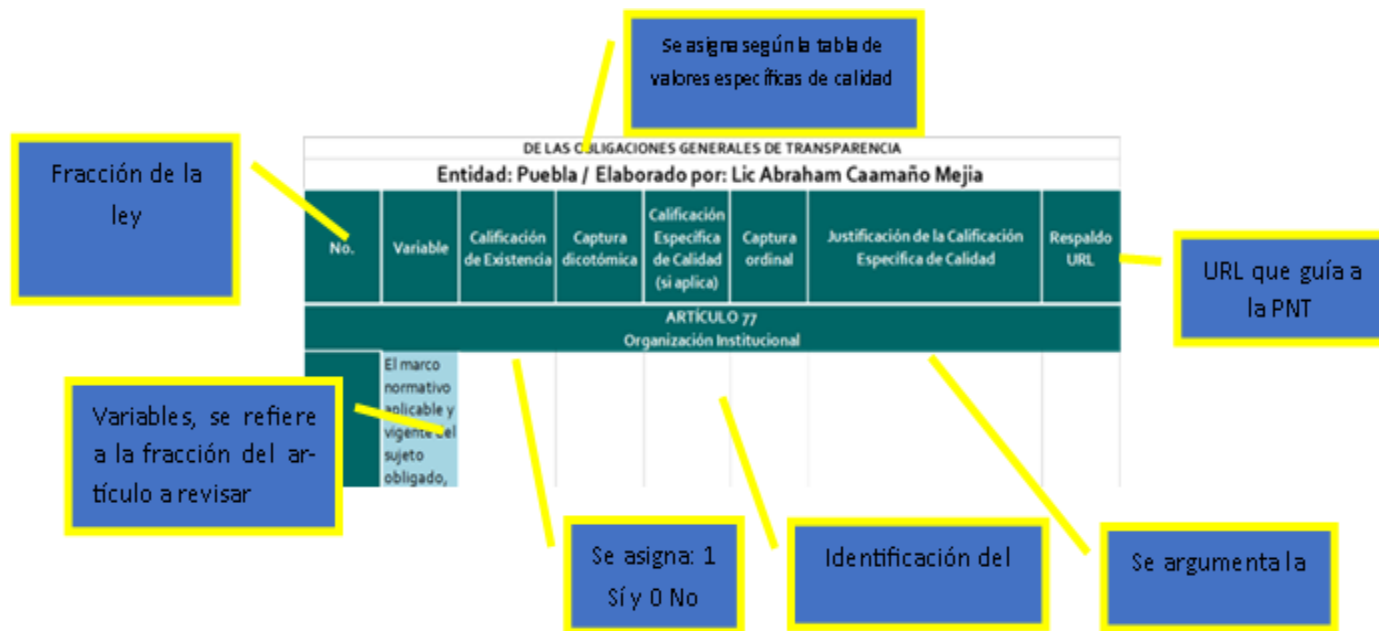 Se asigna según la tabla de
valores específicas de calidad
Fracción de la
ley
DE LAS OBLIGACIONES GENERALES DE TRANSPARENCIA
Entidad: Puebla / Elaborado por: Lic Abraham Caamaño Mejia
No.
Variable
Calificación
de Existencia
Captura
dicotómica
Calificación
Específica
de Calidad
(si aplica)
Captura
ordinal
Justificación de la Calificación
Específica de Calidad
Respaldo
URL
URL que guía a
la PNT
ARTÍCULO 77
Organización Institucional
El marco
normativo
aplicable y
vigente del
sujeto
obligado,
Variables, se refiere
a la fracción del ar-
tículo a revisar
Se asigna: 1
Sí y 0 No
Identificación del
Se argumenta la